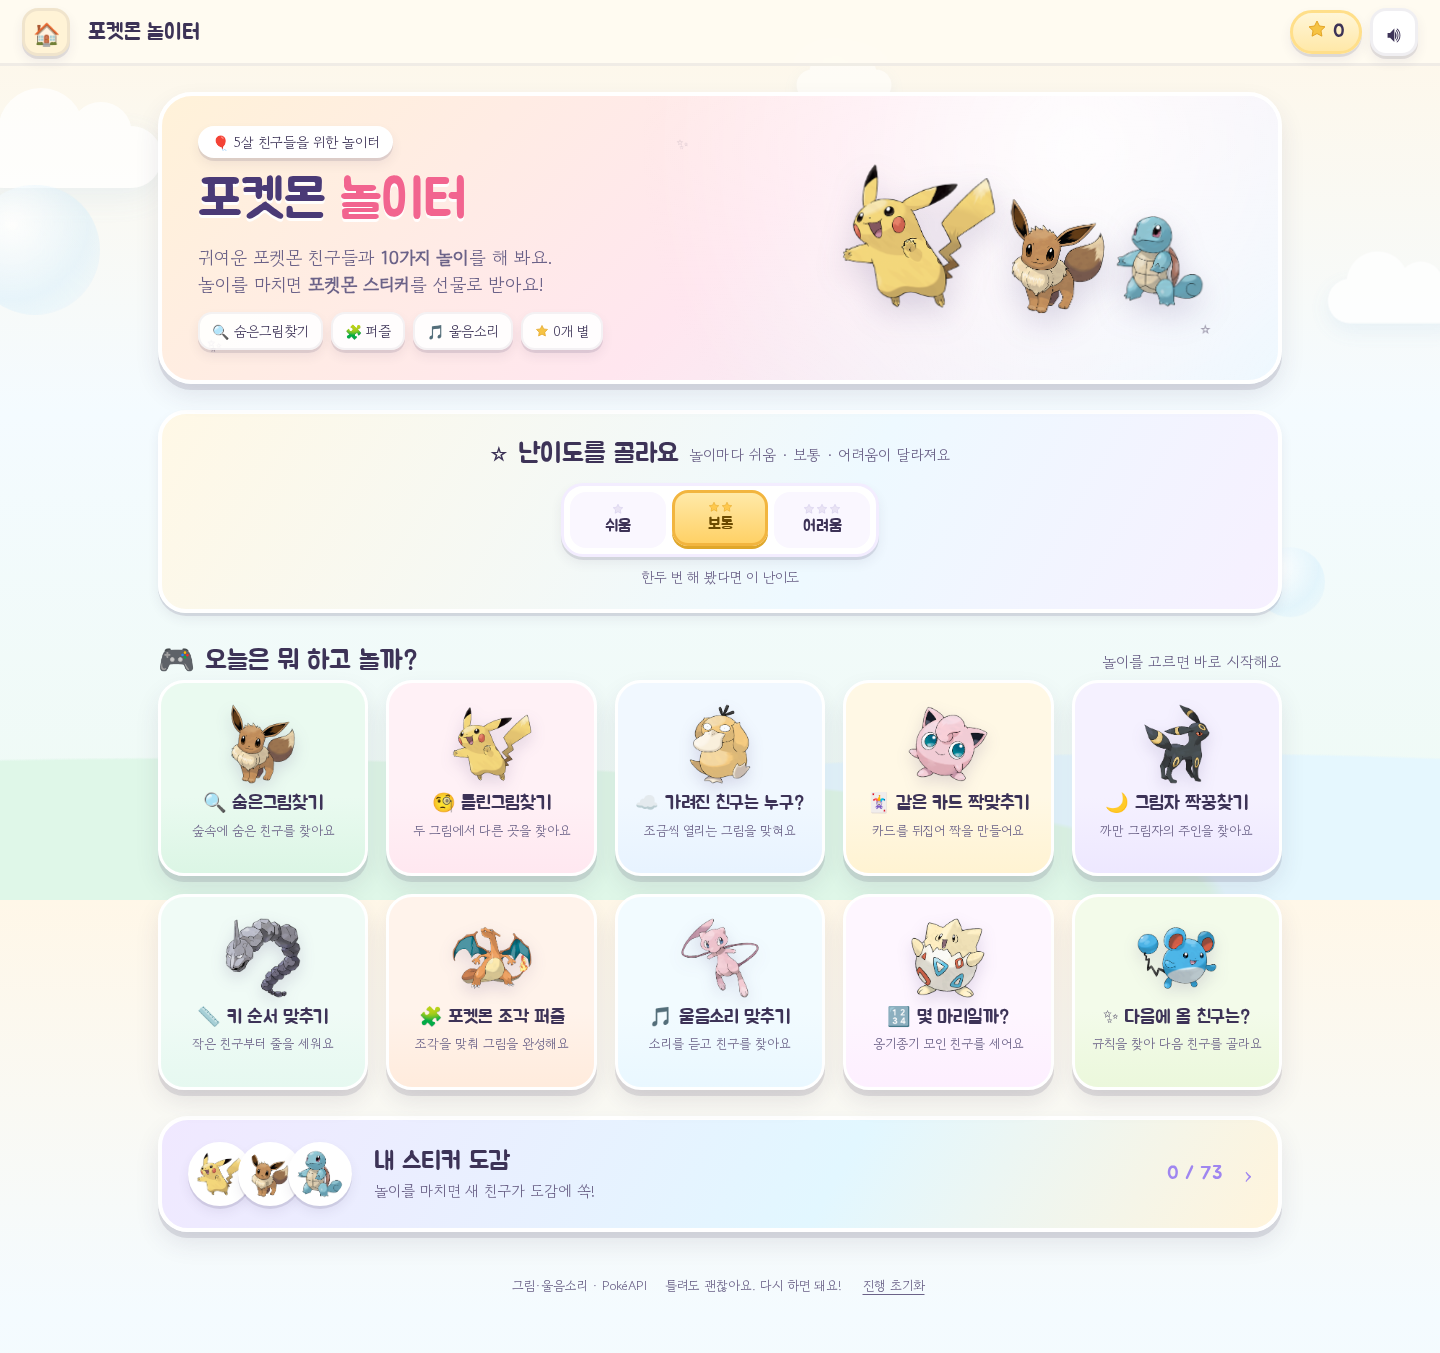 포켓몬 놀이터
0
🎈 5살 친구들을 위한 놀이터
포켓몬 놀이터
귀여운 포켓몬 친구들과 10가지 놀이를 해 봐요.
놀이를 마치면 포켓몬 스티커를 선물로 받아요!
🔍 숨은그림찾기
🧩 퍼즐
🎵 울음소리
⭐ 0개 별
☆ 난이도를 골라요 놀이마다 쉬움 · 보통 · 어려움이 달라져요
쉬움
보통
어려움
한두 번 해 봤다면 이 난이도
🎮 오늘은 뭐 하고 놀까?
놀이를 고르면 바로 시작해요
🔍 숨은그림찾기
숲속에 숨은 친구를 찾아요
🧐 틀린그림찾기
두 그림에서 다른 곳을 찾아요
☁️ 가려진 친구는 누구?
조금씩 열리는 그림을 맞혀요
🃏 같은 카드 짝맞추기
카드를 뒤집어 짝을 만들어요
🌙 그림자 짝꿍찾기
까만 그림자의 주인을 찾아요
📏 키 순서 맞추기
작은 친구부터 줄을 세워요
🧩 포켓몬 조각 퍼즐
조각을 맞춰 그림을 완성해요
🎵 울음소리 맞추기
소리를 듣고 친구를 찾아요
🔢 몇 마리일까?
옹기종기 모인 친구를 세어요
✨ 다음에 올 친구는?
규칙을 찾아 다음 친구를 골라요
내 스티커 도감
놀이를 마치면 새 친구가 도감에 쏙!
0 / 73 ›
그림·울음소리 · PokéAPI 틀려도 괜찮아요. 다시 하면 돼요! 진행 초기화